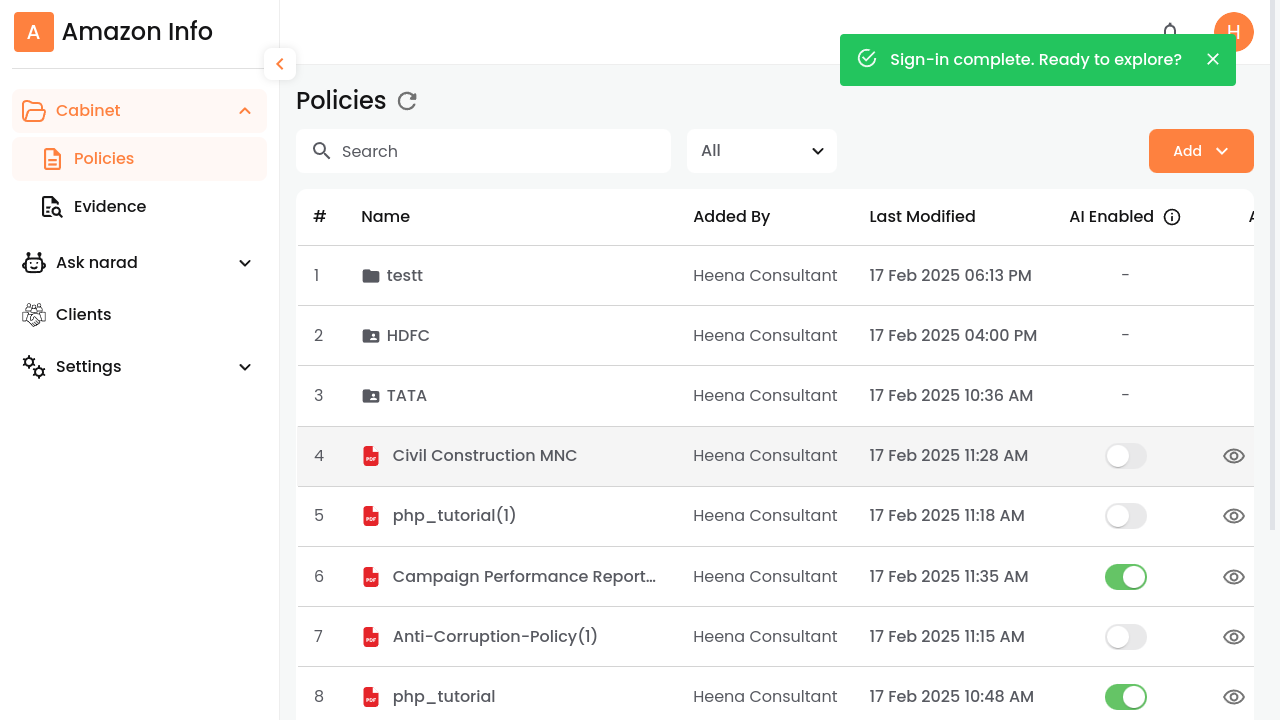 A Amazon Info
H
Sign-in complete. Ready to explore?
Cabinet
Policies
Evidence
Ask narad
Clients
Settings
Policies
Search
All
Add
# Name Added By Last Modified AI Enabled
1 testt Heena Consultant 17 Feb 2025 06:13 PM -
2 HDFC Heena Consultant 17 Feb 2025 04:00 PM -
3 TATA Heena Consultant 17 Feb 2025 10:36 AM -
4 PDF Civil Construction MNC Heena Consultant 17 Feb 2025 11:28 AM
5 PDF php_tutorial(1) Heena Consultant 17 Feb 2025 11:18 AM
6 PDF Campaign Performance Report... Heena Consultant 17 Feb 2025 11:35 AM
7 PDF Anti-Corruption-Policy(1) Heena Consultant 17 Feb 2025 11:15 AM
8 PDF php_tutorial Heena Consultant 17 Feb 2025 10:48 AM